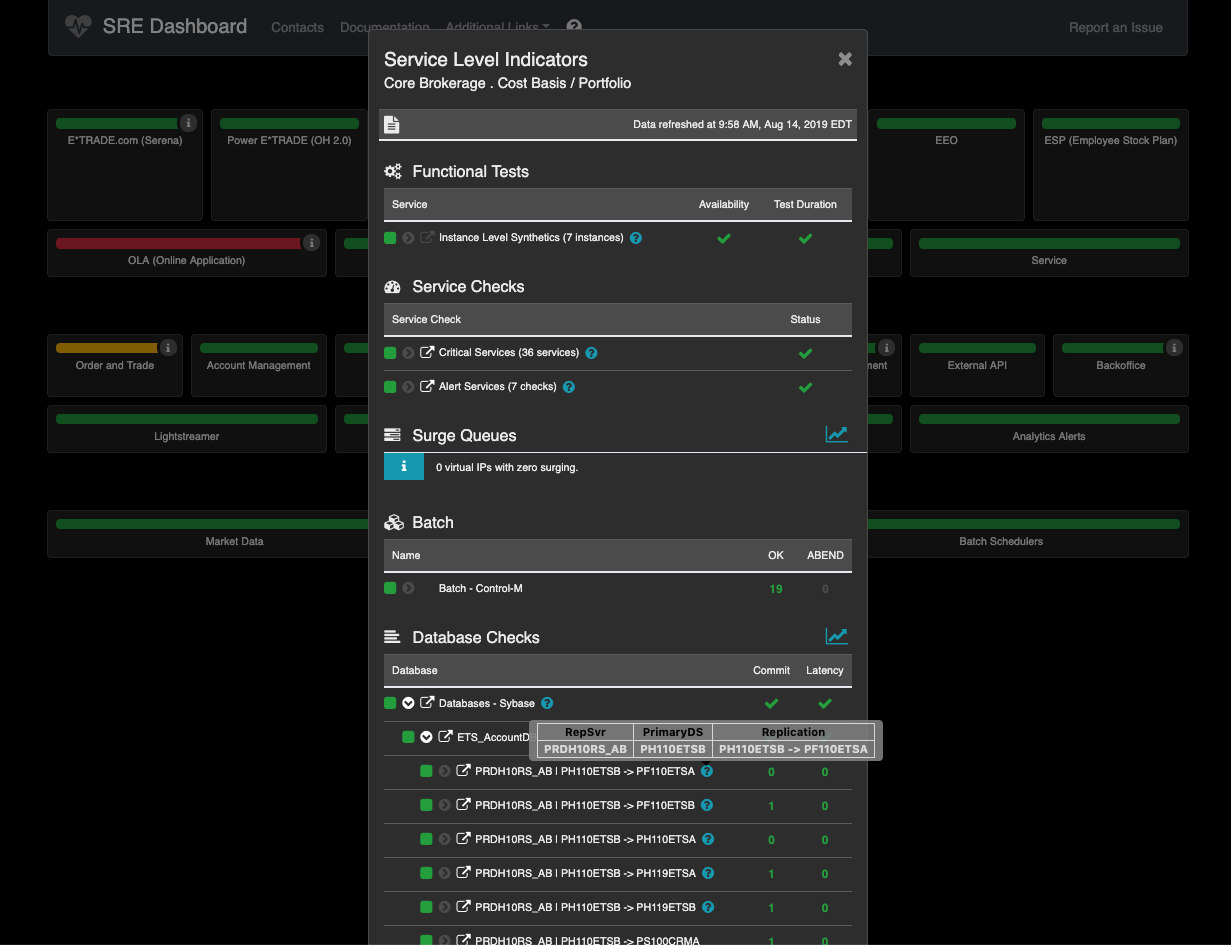 SRE Dashboard Contacts Documentation Additional Links Report an Issue
Service Level Indicators
Core Brokerage . Cost Basis / Portfolio
Data refreshed at 9:58 AM, Aug 14, 2019 EDT
E*TRADE.com (Serena) Power E*TRADE (OH 2.0) EEO ESP (Employee Stock Plan)
Functional Tests
Service Availability Test Duration
Instance Level Synthetics (7 instances)
OLA (Online Application) Service
Service Checks
Service Check Status
Critical Services (36 services)
Order and Trade Account Management External API Backoffice
Alert Services (7 checks)
Lightstreamer Analytics Alerts
Surge Queues
0 virtual IPs with zero surging.
Batch
Market Data Batch Schedulers
Name OK ABEND
Batch - Control-M 19 0
Database Checks
Database Commit Latency
Databases - Sybase
RepSvr PrimaryDS Replication
ETS_AccountD
PRDH10RS_AB PH110ETSB PH110ETSB -> PF110ETSA
PRDH10RS_AB | PH110ETSB -> PF110ETSA 0 0
PRDH10RS_AB | PH110ETSB -> PF110ETSB 1 0
PRDH10RS_AB | PH110ETSB -> PH110ETSA 0 0
PRDH10RS_AB | PH110ETSB -> PH119ETSA 1 0
PRDH10RS_AB | PH110ETSB -> PH119ETSB 1 0
PRDH10RS_AB | PH110ETSB -> PS100CRMA 1 0